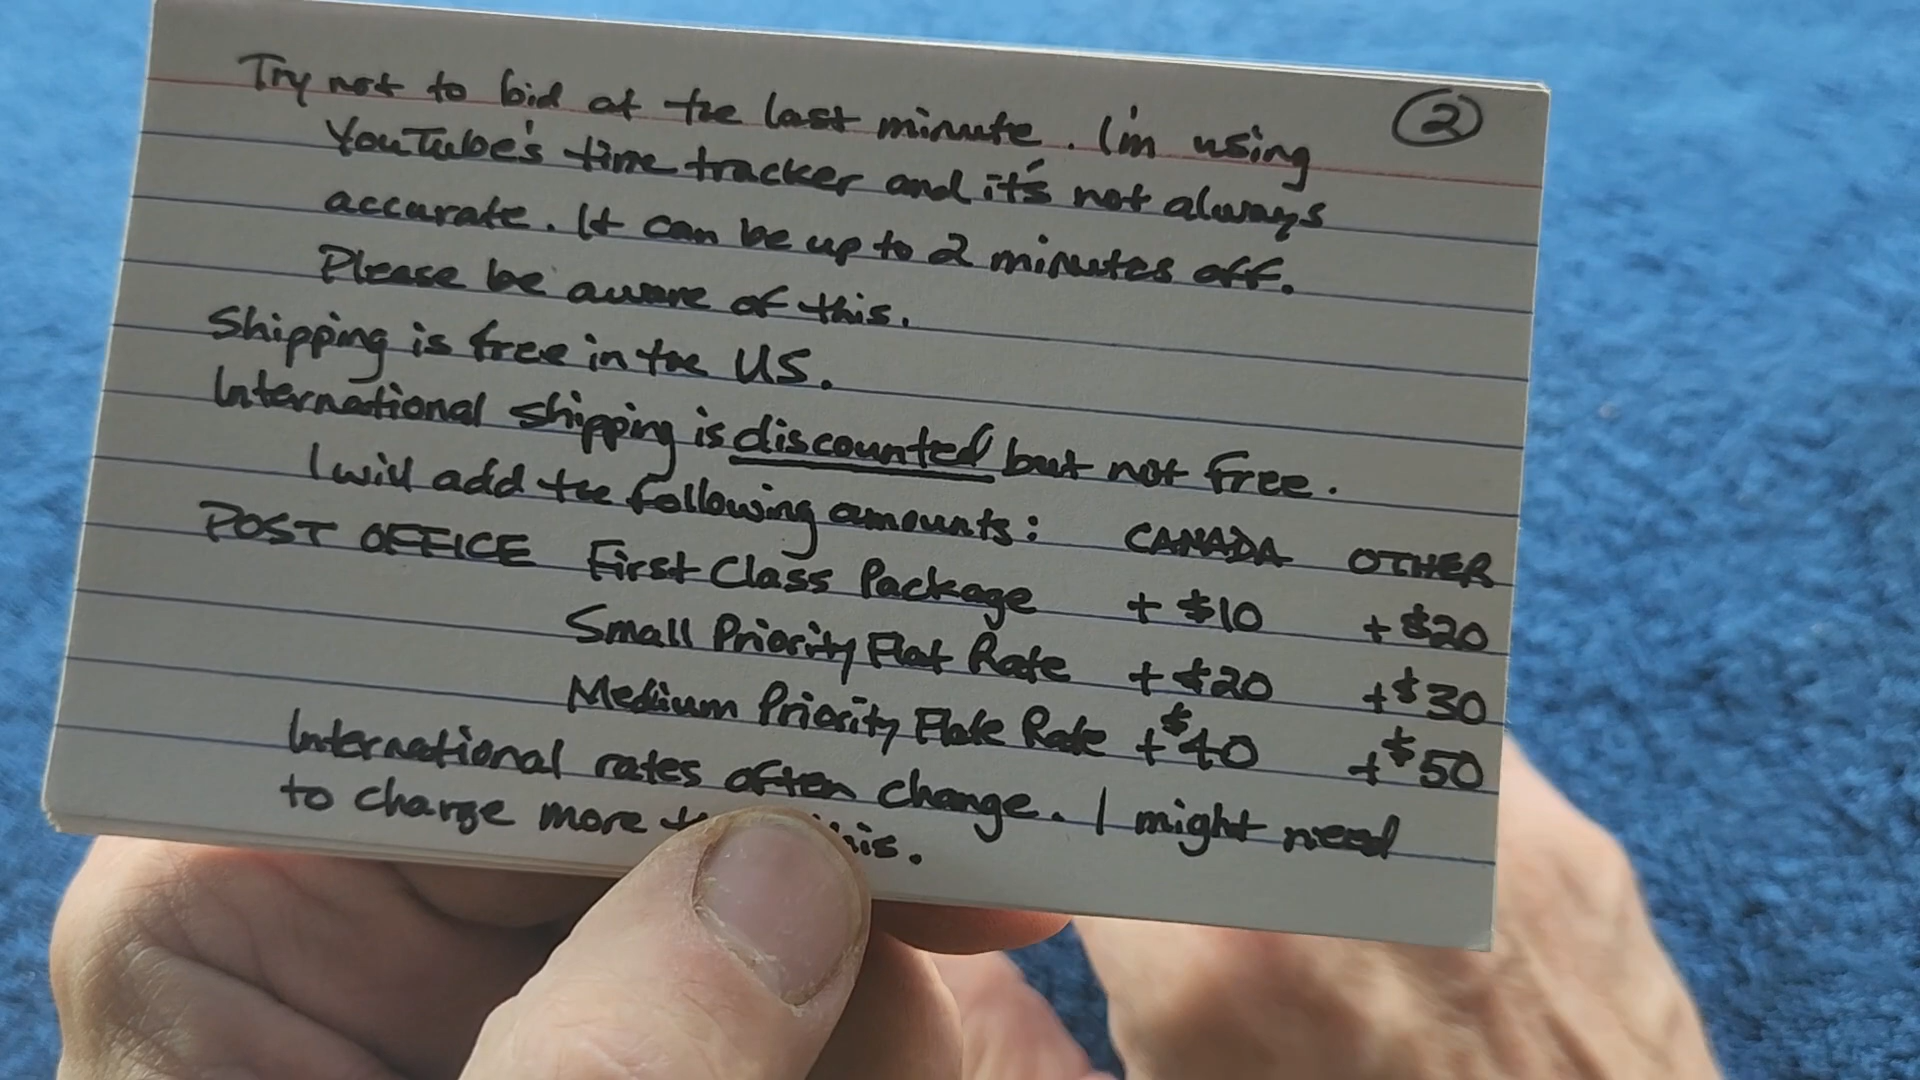 ②
Try not to bid at the last minute. I'm using
YouTube's time tracker and it's not always
accurate. It can be up to 2 minutes off.
Please be aware of this.
Shipping is free in the US.
International shipping is discounted but not free.
I will add the following amounts: CANADA OTHER
POST OFFICE First Class Package +$10 +$20
Small Priority Flat Rate +$20 +$30
Medium Priority Flate Rate +$40 +$50
International rates often change. I might need
to charge more this.